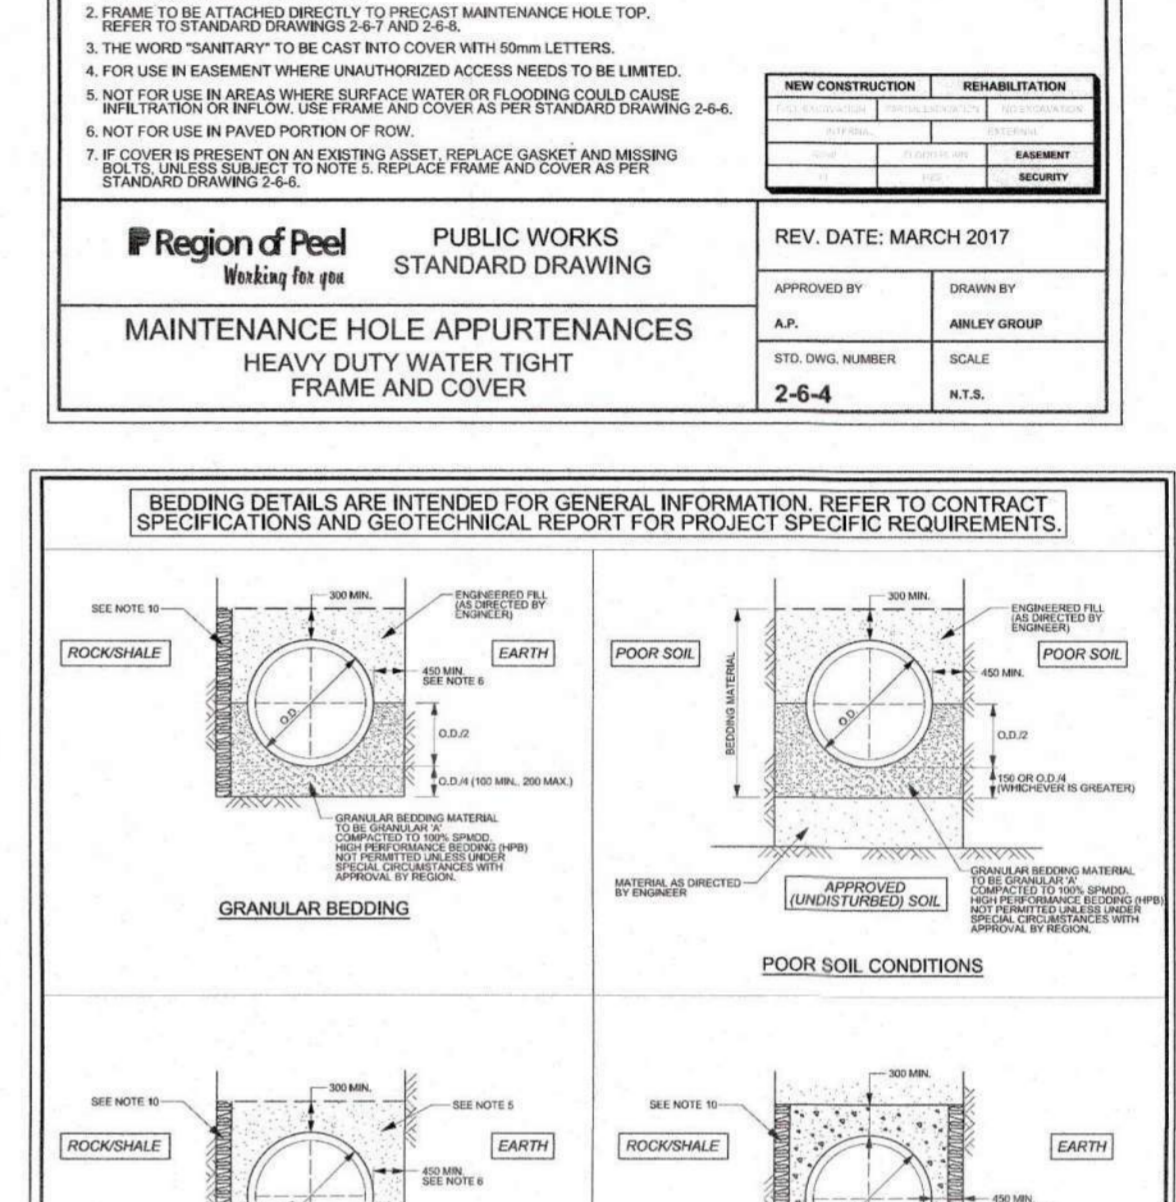 2. FRAME TO BE ATTACHED DIRECTLY TO PRECAST MAINTENANCE HOLE TOP.
REFER TO STANDARD DRAWINGS 2-6-7 AND 2-6-8.
3. THE WORD "SANITARY" TO BE CAST INTO COVER WITH 50mm LETTERS.
4. FOR USE IN EASEMENT WHERE UNAUTHORIZED ACCESS NEEDS TO BE LIMITED.
5. NOT FOR USE IN AREAS WHERE SURFACE WATER OR FLOODING COULD CAUSE
INFILTRATION OR INFLOW. USE FRAME AND COVER AS PER STANDARD DRAWING 2-6-6.
6. NOT FOR USE IN PAVED PORTION OF ROW.
7. IF COVER IS PRESENT ON AN EXISTING ASSET, REPLACE GASKET AND MISSING
BOLTS, UNLESS SUBJECT TO NOTE 5. REPLACE FRAME AND COVER AS PER
STANDARD DRAWING 2-6-6.
NEW CONSTRUCTION REHABILITATION
INTERNAL EXTERNAL
EASEMENT
SECURITY
Region of Peel
Working for you
PUBLIC WORKS
STANDARD DRAWING
REV. DATE: MARCH 2017
APPROVED BY
A.P.
DRAWN BY
AINLEY GROUP
MAINTENANCE HOLE APPURTENANCES
HEAVY DUTY WATER TIGHT
FRAME AND COVER
STD. DWG. NUMBER
2-6-4
SCALE
N.T.S.
BEDDING DETAILS ARE INTENDED FOR GENERAL INFORMATION. REFER TO CONTRACT
SPECIFICATIONS AND GEOTECHNICAL REPORT FOR PROJECT SPECIFIC REQUIREMENTS.
SEE NOTE 10
300 MIN.
ENGINEERED FILL
(AS DIRECTED BY
ENGINEER)
ROCK/SHALE
EARTH
450 MIN.
SEE NOTE 6
O.D.
O.D./2
O.D./4 (100 MIN., 200 MAX.)
GRANULAR BEDDING MATERIAL
TO BE GRANULAR 'A'
COMPACTED TO 100% SPMDD.
HIGH PERFORMANCE BEDDING (HPB)
NOT PERMITTED UNLESS UNDER
SPECIAL CIRCUMSTANCES WITH
APPROVAL BY REGION.
GRANULAR BEDDING
300 MIN.
ENGINEERED FILL
(AS DIRECTED BY
ENGINEER)
POOR SOIL
POOR SOIL
BEDDING MATERIAL
450 MIN.
O.D.
O.D./2
150 OR O.D./4
(WHICHEVER IS GREATER)
MATERIAL AS DIRECTED
BY ENGINEER
APPROVED
(UNDISTURBED) SOIL
GRANULAR BEDDING MATERIAL
TO BE GRANULAR 'A'
COMPACTED TO 100% SPMDD.
HIGH PERFORMANCE BEDDING (HPB)
NOT PERMITTED UNLESS UNDER
SPECIAL CIRCUMSTANCES WITH
APPROVAL BY REGION.
POOR SOIL CONDITIONS
SEE NOTE 10
300 MIN.
SEE NOTE 5
ROCK/SHALE
EARTH
450 MIN.
SEE NOTE 6
SEE NOTE 10
300 MIN.
ROCK/SHALE
EARTH
450 MIN.